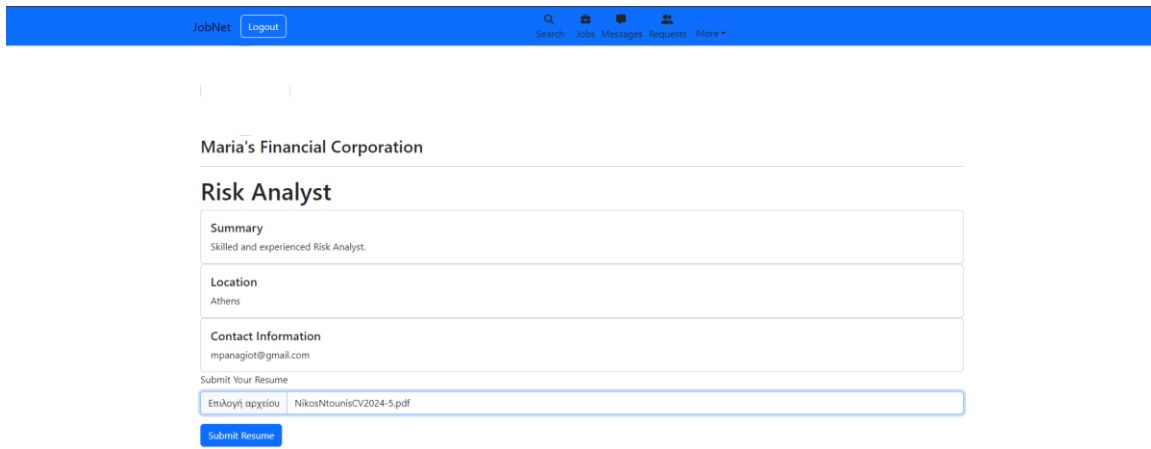 JobNet Logout Search Jobs Messages Requests More
Maria's Financial Corporation
Risk Analyst
Summary
Skilled and experienced Risk Analyst.
Location
Athens
Contact Information
mpanagiot@gmail.com
Submit Your Resume
Επιλογή αρχείου NikosNtounisCV2024-5.pdf
Submit Resume